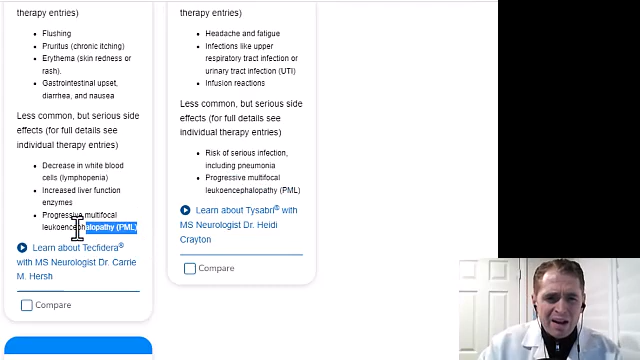 therapy entries)
Flushing
Pruritus (chronic itching)
Erythema (skin redness or
rash).
Gastrointestinal upset,
diarrhea, and nausea
Less common, but serious side
effects (for full details see
individual therapy entries)
Decrease in white blood
cells (lymphopenia)
Increased liver function
enzymes
Progressive multifocal
leukoencephalopathy (PML)
Learn about Tecfidera®
with MS Neurologist Dr. Carrie
M. Hersh
Compare
therapy entries)
Headache and fatigue
Infections like upper
respiratory tract infection or
urinary tract infection (UTI)
Infusion reactions
Less common, but serious side
effects (for full details see
individual therapy entries)
Risk of serious infection,
including pneumonia
Progressive multifocal
leukoencephalopathy (PML)
Learn about Tysabri® with
MS Neurologist Dr. Heidi
Crayton
Compare